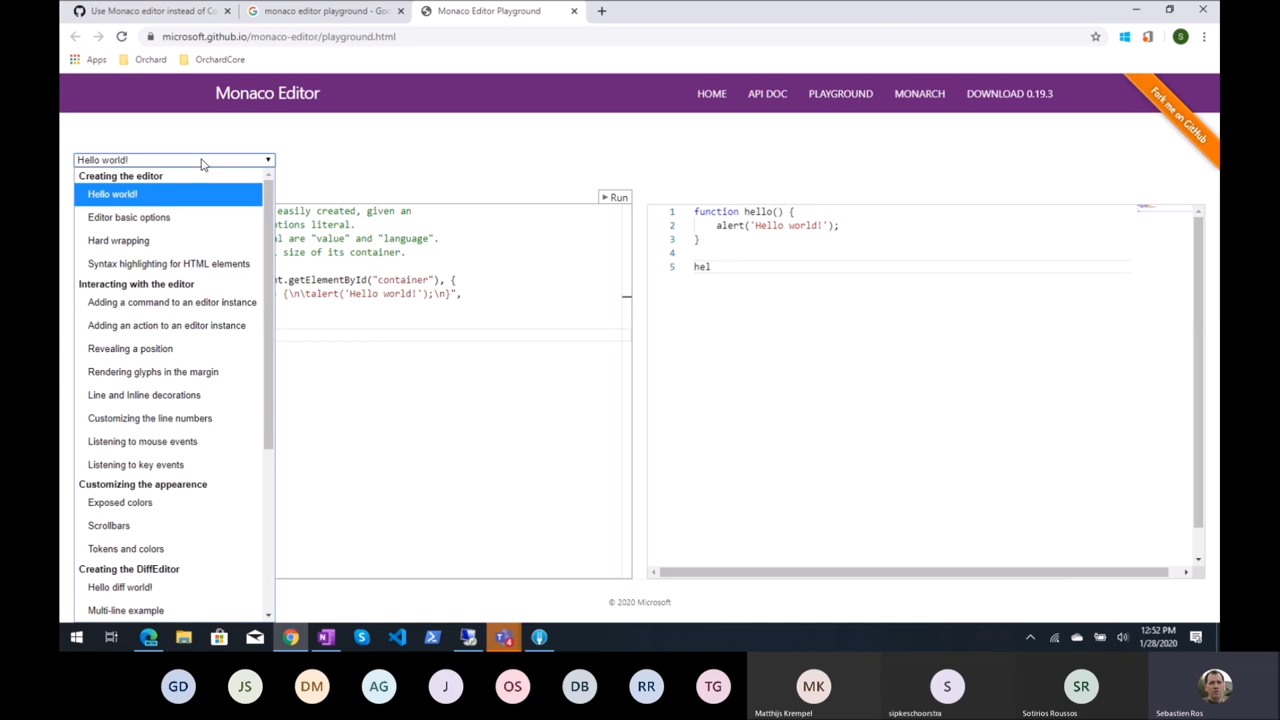 Use Monaco editor instead of Co
monaco editor playground - Goo
Monaco Editor Playground
microsoft.github.io/monaco-editor/playground.html
S
Apps
Orchard
OrchardCore
Monaco Editor
HOME
API DOC
PLAYGROUND
MONARCH
DOWNLOAD 0.19.3
Fork me on GitHub
Hello world!
Creating the editor
Hello world!
Editor basic options
Hard wrapping
Syntax highlighting for HTML elements
Interacting with the editor
Adding a command to an editor instance
Adding an action to an editor instance
Revealing a position
Rendering glyphs in the margin
Line and Inline decorations
Customizing the line numbers
Listening to mouse events
Listening to key events
Customizing the appearence
Exposed colors
Scrollbars
Tokens and colors
Creating the DiffEditor
Hello diff world!
Multi-line example
Run
easily created, given an
ptions literal.
al are "value" and "language".
size of its container.
nt.getElementById("container"), {
{\n\talert('Hello world!');\n}",
1 function hello() {
2 alert('Hello world!');
3 }
4
5 hel
© 2020 Microsoft
4
12:52 PM
1/28/2020
GD
JS
DM
AG
J
OS
DB
RR
TG
MK
Matthijs Krempel
S
sipkeschoorstra
SR
Sotirios Roussos
Sebastien Ros